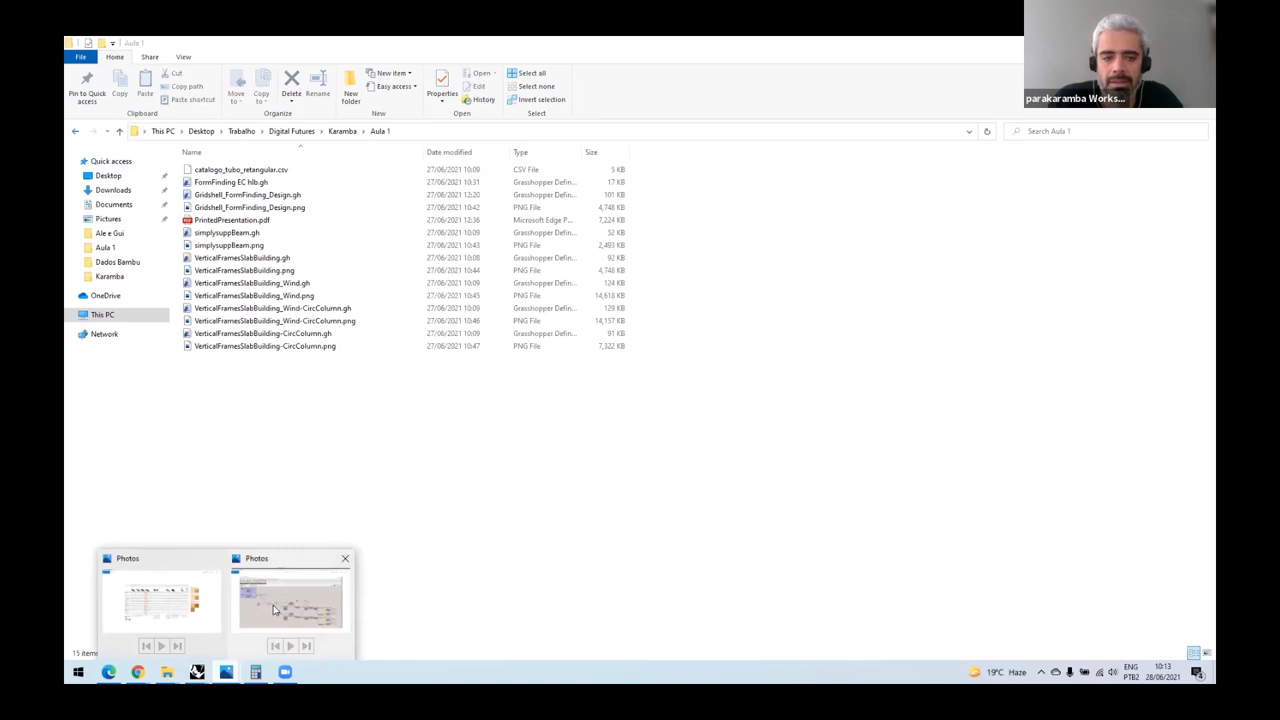 Aula 1
File Home Share View
Pin to Quick access
Copy
Paste
Cut
Copy path
Paste shortcut
Clipboard
Move to
Copy to
Delete
Rename
Organize
New folder
New item
Easy access
New
Properties
Open
Edit
History
Open
Select all
Select none
Invert selection
Select
parakaramba Works...
This PC Desktop Trabalho Digital Futures Karamba Aula 1
Search Aula 1
Name Date modified Type Size
Quick access
Desktop
Downloads
Documents
Pictures
Ale e Gui
Aula 1
Dados Bambu
Karamba
OneDrive
This PC
Network
catalogo_tubo_retangular.csv 27/06/2021 10:09 CSV File 5 KB
FormFinding EC hlb.gh 27/06/2021 10:31 Grasshopper Defin... 17 KB
Gridshell_FormFinding_Design.gh 27/06/2021 12:20 Grasshopper Defin... 101 KB
Gridshell_FormFinding_Design.png 27/06/2021 10:42 PNG File 4,748 KB
PrintedPresentation.pdf 27/06/2021 12:36 Microsoft Edge P... 7,224 KB
simplysuppBeam.gh 27/06/2021 10:09 Grasshopper Defin... 52 KB
simplysuppBeam.png 27/06/2021 10:43 PNG File 2,493 KB
VerticalFramesSlabBuilding.gh 27/06/2021 10:08 Grasshopper Defin... 92 KB
VerticalFramesSlabBuilding.png 27/06/2021 10:44 PNG File 4,748 KB
VerticalFramesSlabBuilding_Wind.gh 27/06/2021 10:09 Grasshopper Defin... 124 KB
VerticalFramesSlabBuilding_Wind.png 27/06/2021 10:45 PNG File 14,618 KB
VerticalFramesSlabBuilding_Wind-CircColumn.gh 27/06/2021 10:09 Grasshopper Defin... 129 KB
VerticalFramesSlabBuilding_Wind-CircColumn.png 27/06/2021 10:46 PNG File 14,157 KB
VerticalFramesSlabBuilding-CircColumn.gh 27/06/2021 10:09 Grasshopper Defin... 91 KB
VerticalFramesSlabBuilding-CircColumn.png 27/06/2021 10:47 PNG File 7,322 KB
Photos
Photos
15 items
19°C Haze
ENG
PTB2
10:13
28/06/2021